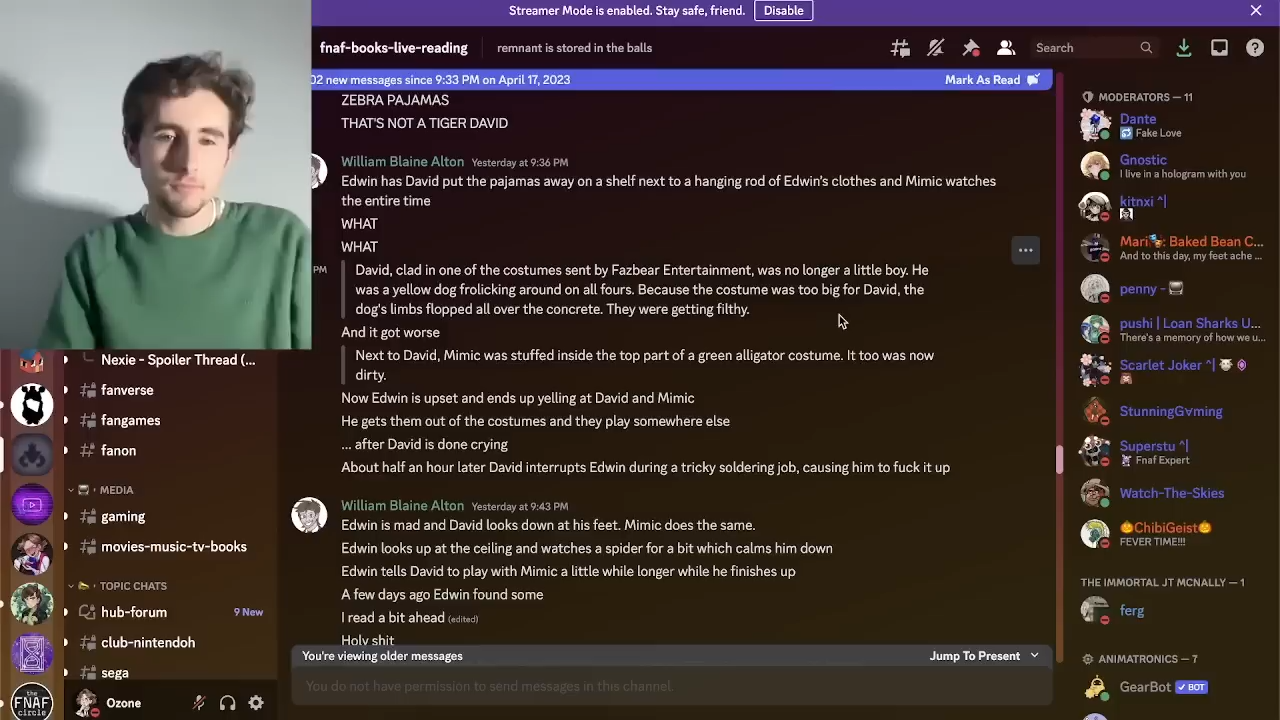 Streamer Mode is enabled. Stay safe, friend. Disable
fnaf-books-live-reading remnant is stored in the balls Search
02 new messages since 9:33 PM on April 17, 2023 Mark As Read
ZEBRA PAJAMAS
THAT'S NOT A TIGER DAVID
William Blaine Alton Yesterday at 9:36 PM
Edwin has David put the pajamas away on a shelf next to a hanging rod of Edwin's clothes and Mimic watches
the entire time
WHAT
WHAT
PM
David, clad in one of the costumes sent by Fazbear Entertainment, was no longer a little boy. He
was a yellow dog frolicking around on all fours. Because the costume was too big for David, the
dog's limbs flopped all over the concrete. They were getting filthy.
And it got worse
Next to David, Mimic was stuffed inside the top part of a green alligator costume. It too was now
dirty.
Now Edwin is upset and ends up yelling at David and Mimic
He gets them out of the costumes and they play somewhere else
... after David is done crying
About half an hour later David interrupts Edwin during a tricky soldering job, causing him to fuck it up
William Blaine Alton Yesterday at 9:43 PM
Edwin is mad and David looks down at his feet. Mimic does the same.
Edwin looks up at the ceiling and watches a spider for a bit which calms him down
Edwin tells David to play with Mimic a little while longer while he finishes up
A few days ago Edwin found some
I read a bit ahead (edited)
Holy shit
You're viewing older messages Jump To Present
You do not have permission to send messages in this channel.
Nexie - Spoiler Thread (...
fanverse
fangames
fanon
MEDIA
gaming
movies-music-tv-books
TOPIC CHATS
hub-forum 9 New
club-nintendoh
sega
Ozone
the
FNAF
circle
MODERATORS — 11
Dante
Fake Love
Gnostic
I live in a hologram with you
kitnxi ^|
Mari : Baked Bean C...
And to this day, my feet ache ...
penny -
pushi | Loan Sharks U...
There's a memory of how we u...
Scarlet Joker ^|
StunningG∀ming
Superstu ^|
Fnaf Expert
Watch-The-Skies
🎃ChibiGeist🎃
FEVER TIME!!!
THE IMMORTAL JT MCNALLY — 1
ferg
ANIMATRONICS — 7
GearBot ✓ BOT